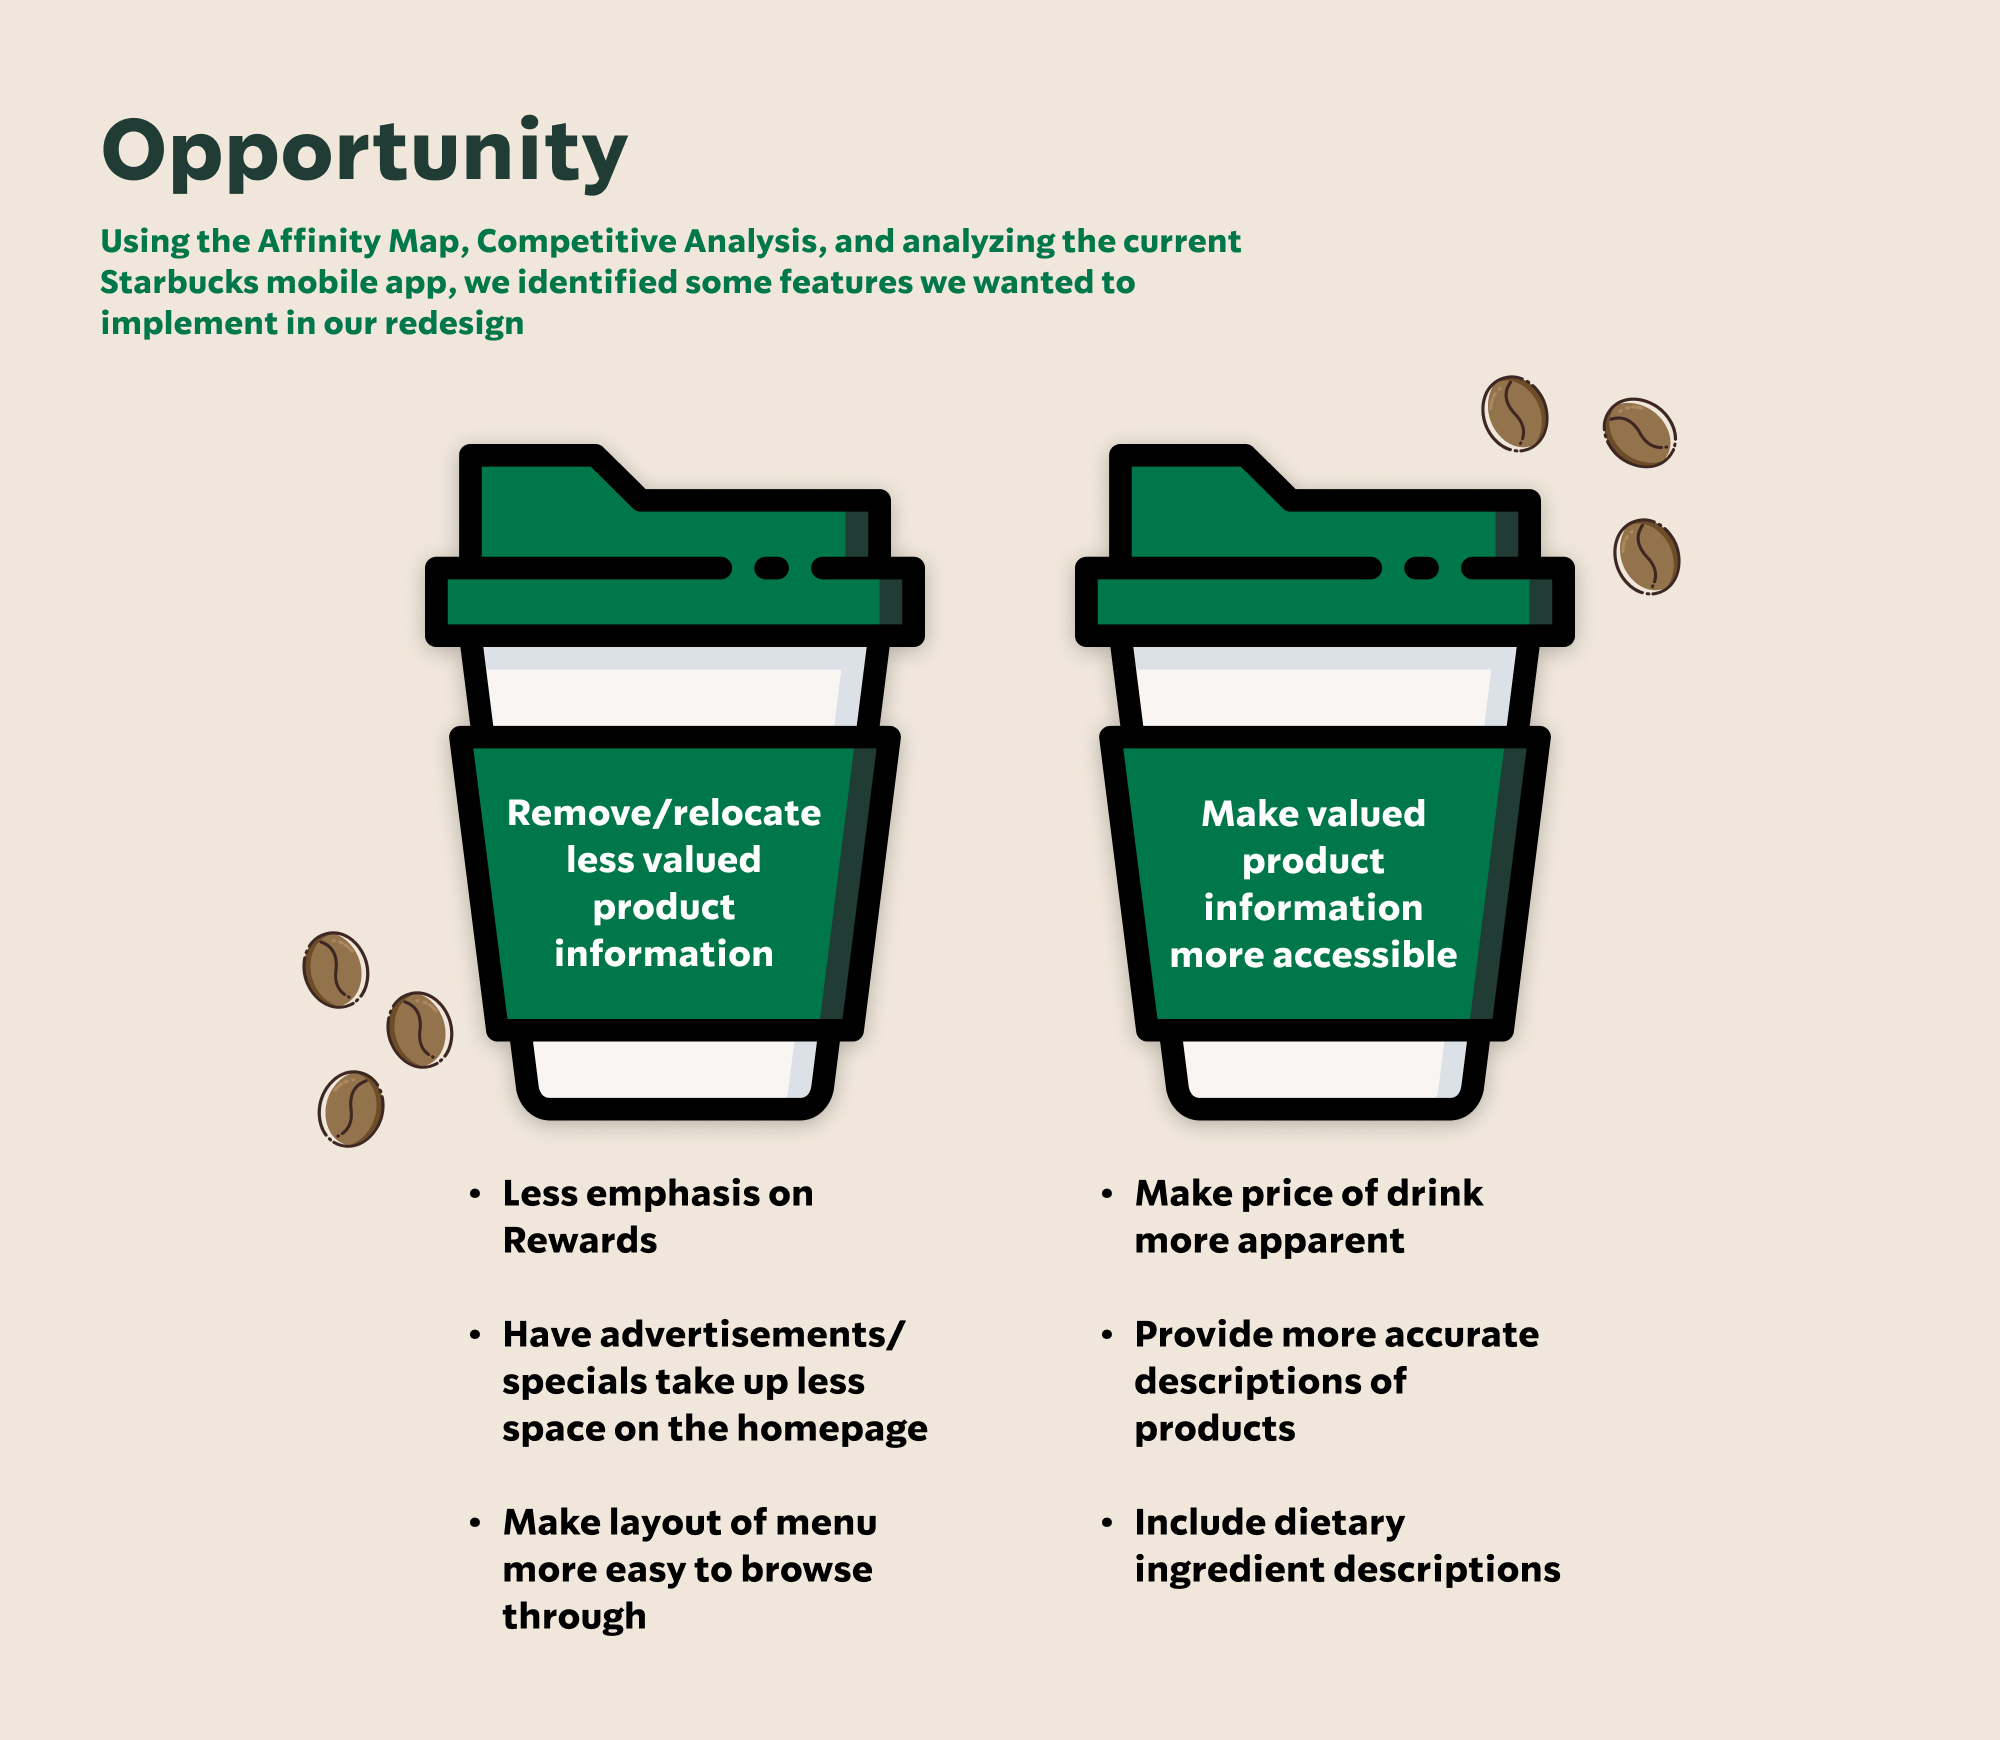 Opportunity
Using the Affinity Map, Competitive Analysis, and analyzing the current
Starbucks mobile app, we identified some features we wanted to
implement in our redesign
Remove/relocate
less valued
product
information
Make valued
product
information
more accessible
• Less emphasis on
Rewards
• Have advertisements/
specials take up less
space on the homepage
• Make layout of menu
more easy to browse
through
• Make price of drink
more apparent
• Provide more accurate
descriptions of
products
• Include dietary
ingredient descriptions